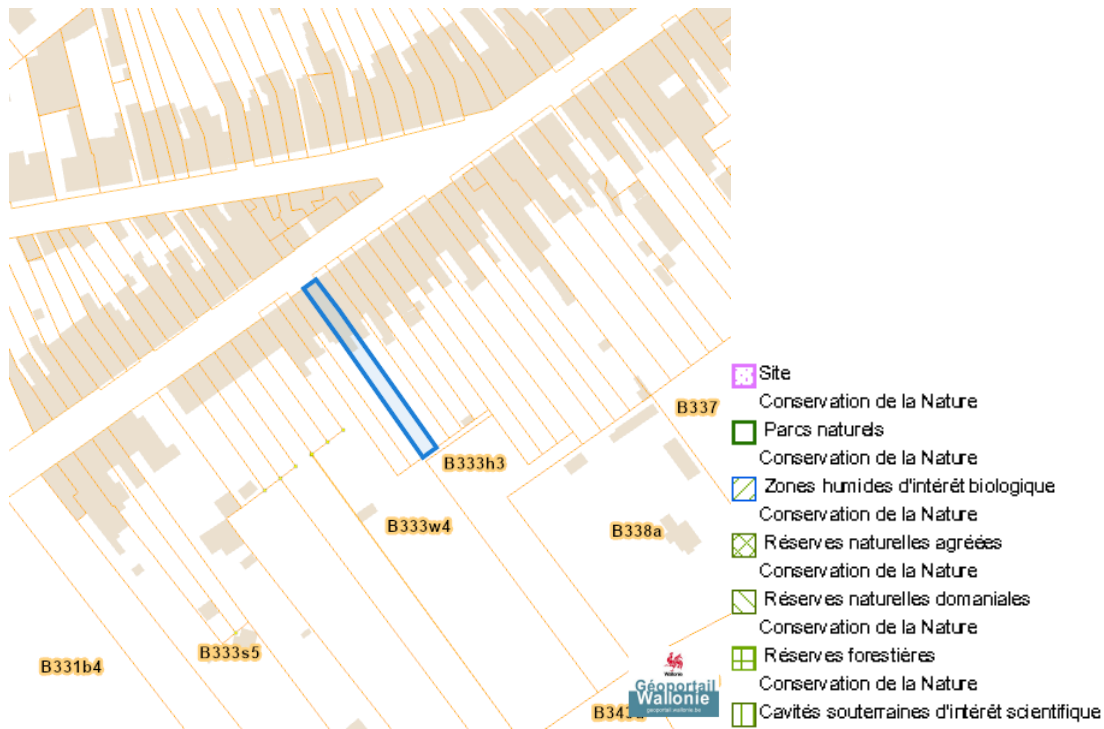 Site
Conservation de la Nature
B337
Parcs naturels
Conservation de la Nature
B333h3
Zones humides d'intérêt biologique
Conservation de la Nature
B333w4
B338a
Réserves naturelles agréées
Conservation de la Nature
Réserves naturelles domaniales
Conservation de la Nature
B333s5
B331b4
Réserves forestières
Conservation de la Nature
Wallonie
Géoportail
Wallonie
geoportail.wallonie.be
Cavités souterraines d'intérêt scientifique